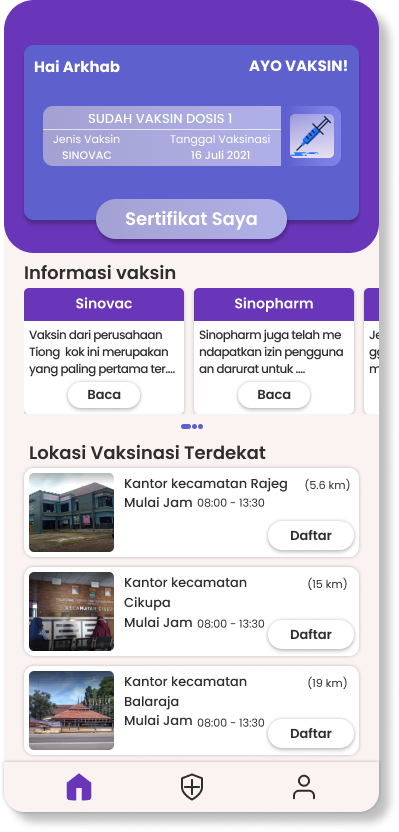 Hai Arkhab
AYO VAKSIN!
SUDAH VAKSIN DOSIS 1
Jenis Vaksin
Tanggal Vaksinasi
SINOVAC
16 Juli 2021
Sertifikat Saya
Informasi vaksin
Sinovac
Vaksin dari perusahaan
Tiong kok ini merupakan
yang paling pertama ter....
Baca
Sinopharm
Sinopharm juga telah me
ndapatkan izin pengguna
an darurat untuk ....
Baca
Je
gg
m
Lokasi Vaksinasi Terdekat
Kantor kecamatan Rajeg
(5.6 km)
Mulai Jam 08:00 - 13:30
Daftar
Kantor kecamatan
Cikupa
(15 km)
Mulai Jam 08:00 - 13:30
Daftar
Kantor kecamatan
Balaraja
(19 km)
Mulai Jam 08:00 - 13:30
Daftar